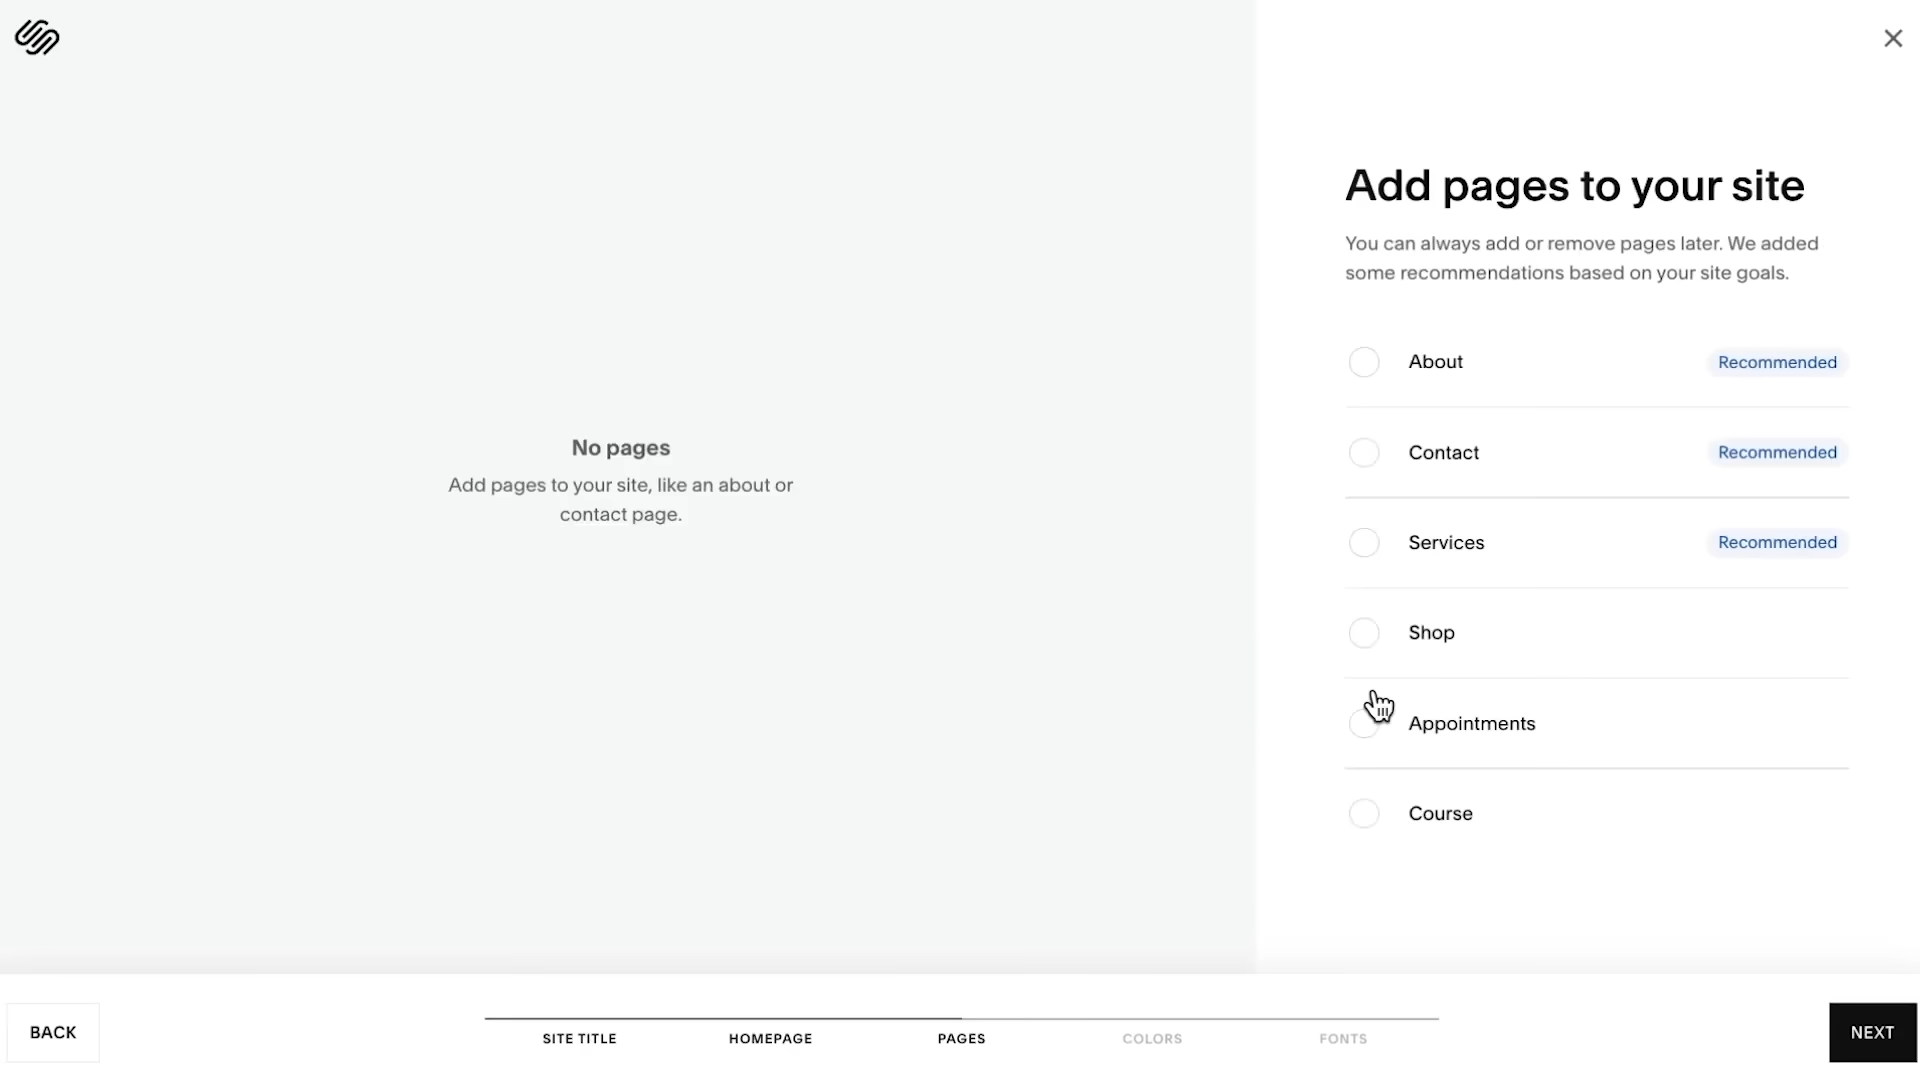 Add pages to your site
You can always add or remove pages later. We added
some recommendations based on your site goals.
About
Recommended
Contact
Recommended
Services
Recommended
Shop
Appointments
Course
No pages
Add pages to your site, like an about or
contact page.
BACK
SITE TITLE
HOMEPAGE
PAGES
COLORS
FONTS
NEXT